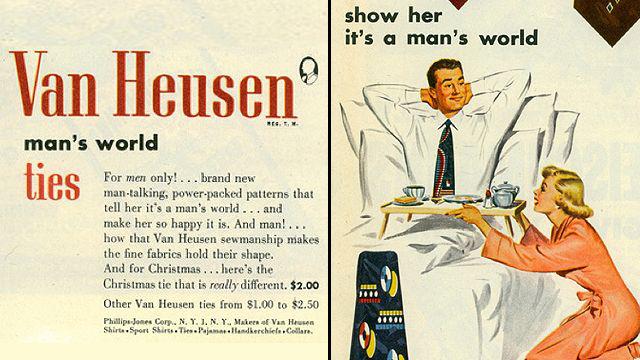 Van Heusen
REG. T. M.
man's world
ties
For men only! . . . brand new
man-talking, power-packed patterns that
tell her it's a man's world . . . and
make her so happy it is. And man! . . .
how that Van Heusen sewmanship makes
the fine fabrics hold their shape.
And for Christmas . . . here's the
Christmas tie that is really different. $2.00
Other Van Heusen ties from $1.00 to $2.50
Phillips-Jones Corp., N. Y. 1, N. Y., Makers of Van Heusen
Shirts • Sport Shirts • Ties • Pajamas • Handkerchiefs • Collars.
show her
it's a man's world